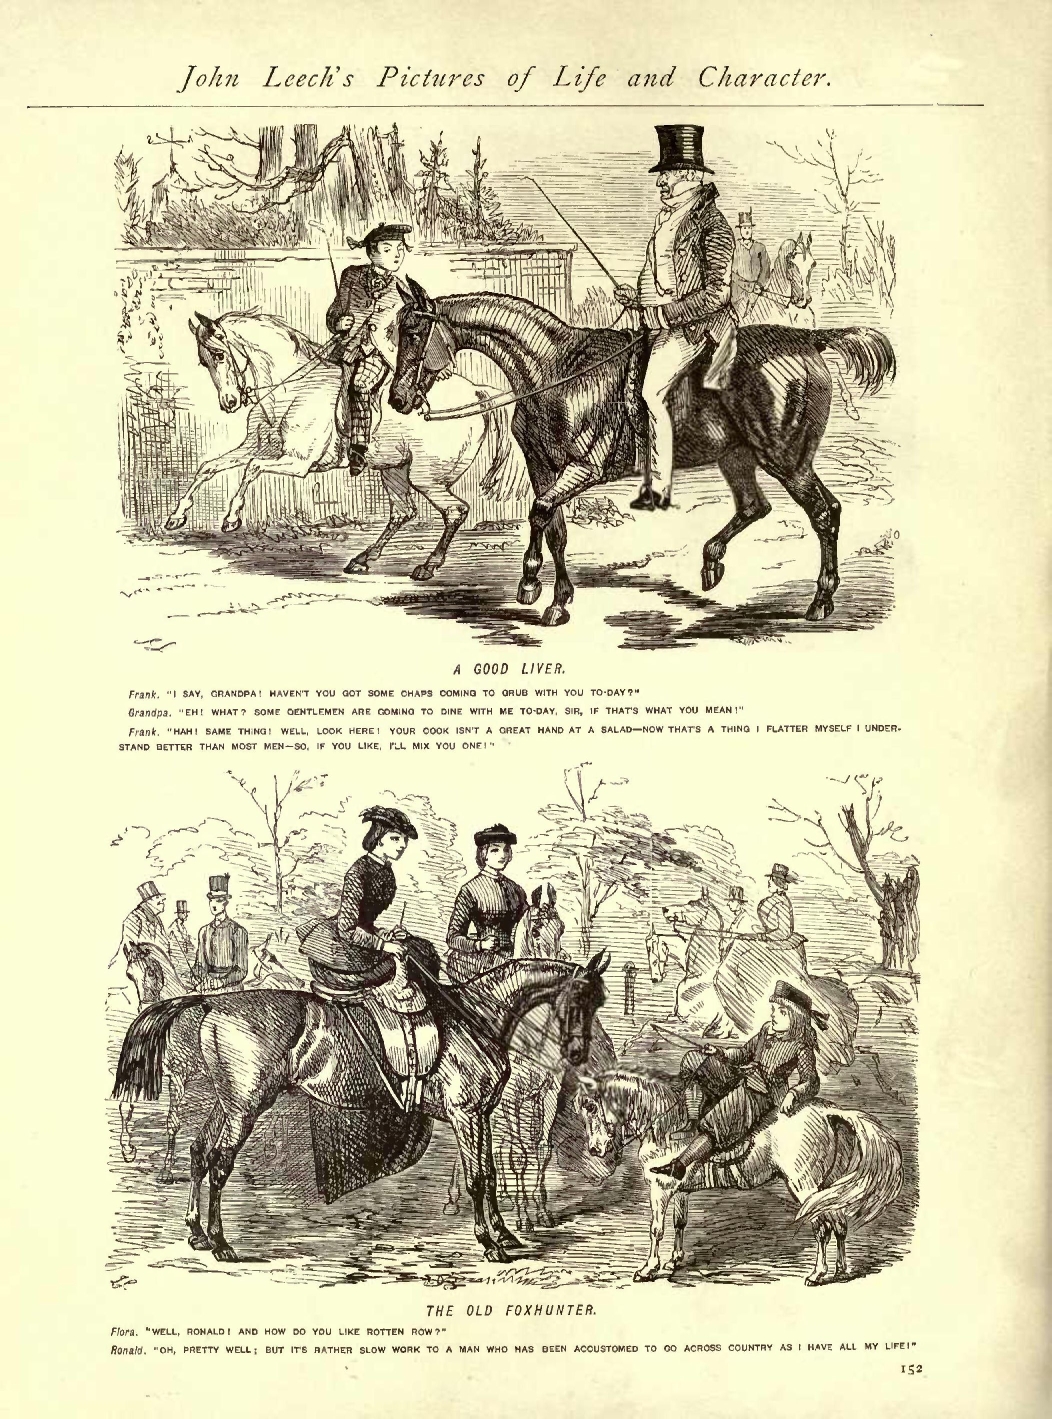 John Leech's Pictures of Life and Character.
A GOOD LIVER.
Frank. "I SAY, GRANDPA! HAVEN'T YOU GOT SOME CHAPS COMING TO GRUB WITH YOU TO-DAY?"
Grandpa. "EH! WHAT? SOME GENTLEMEN ARE COMING TO DINE WITH ME TO-DAY, SIR, IF THAT'S WHAT YOU MEAN!"
Frank. "HAH! SAME THING! WELL, LOOK HERE! YOUR COOK ISN'T A GREAT HAND AT A SALAD—NOW THAT'S A THING I FLATTER MYSELF I UNDER-
STAND BETTER THAN MOST MEN—SO, IF YOU LIKE, I'LL MIX YOU ONE!"
THE OLD FOXHUNTER.
Flora. "WELL, RONALD! AND HOW DO YOU LIKE ROTTEN ROW?"
Ronald. "OH, PRETTY WELL; BUT IT'S RATHER SLOW WORK TO A MAN WHO HAS BEEN ACCUSTOMED TO GO ACROSS COUNTRY AS I HAVE ALL MY LIFE!"
152